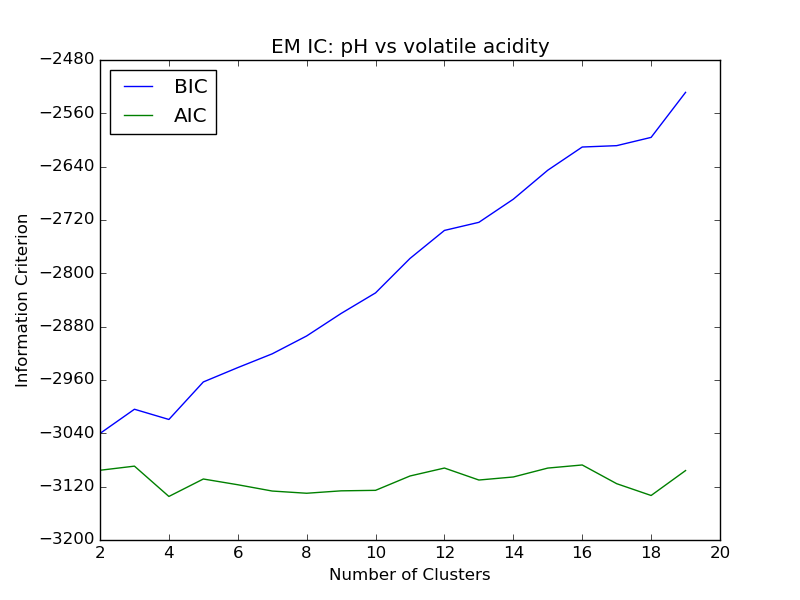 EM IC: pH vs volatile acidity
BIC
AIC
−2480
−2560
−2640
−2720
−2800
−2880
−2960
−3040
−3120
−3200
Information Criterion
2 4 6 8 10 12 14 16 18 20
Number of Clusters